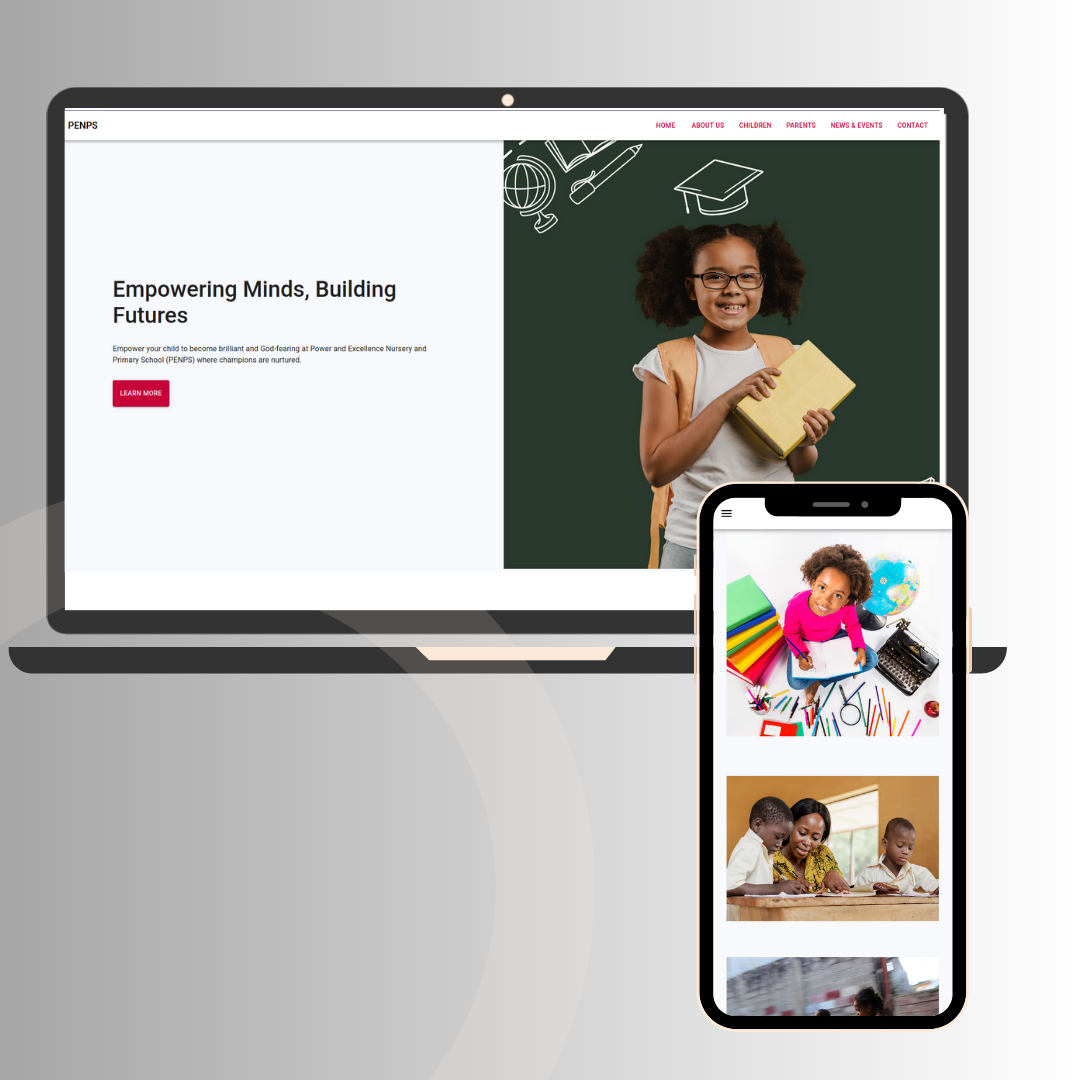 PENPS
HOME ABOUT US CHILDREN PARENTS NEWS & EVENTS CONTACT
Empowering Minds, Building
Futures
Empower your child to become brilliant and God-fearing at Power and Excellence Nursery and
Primary School (PENPS) where champions are nurtured.
LEARN MORE